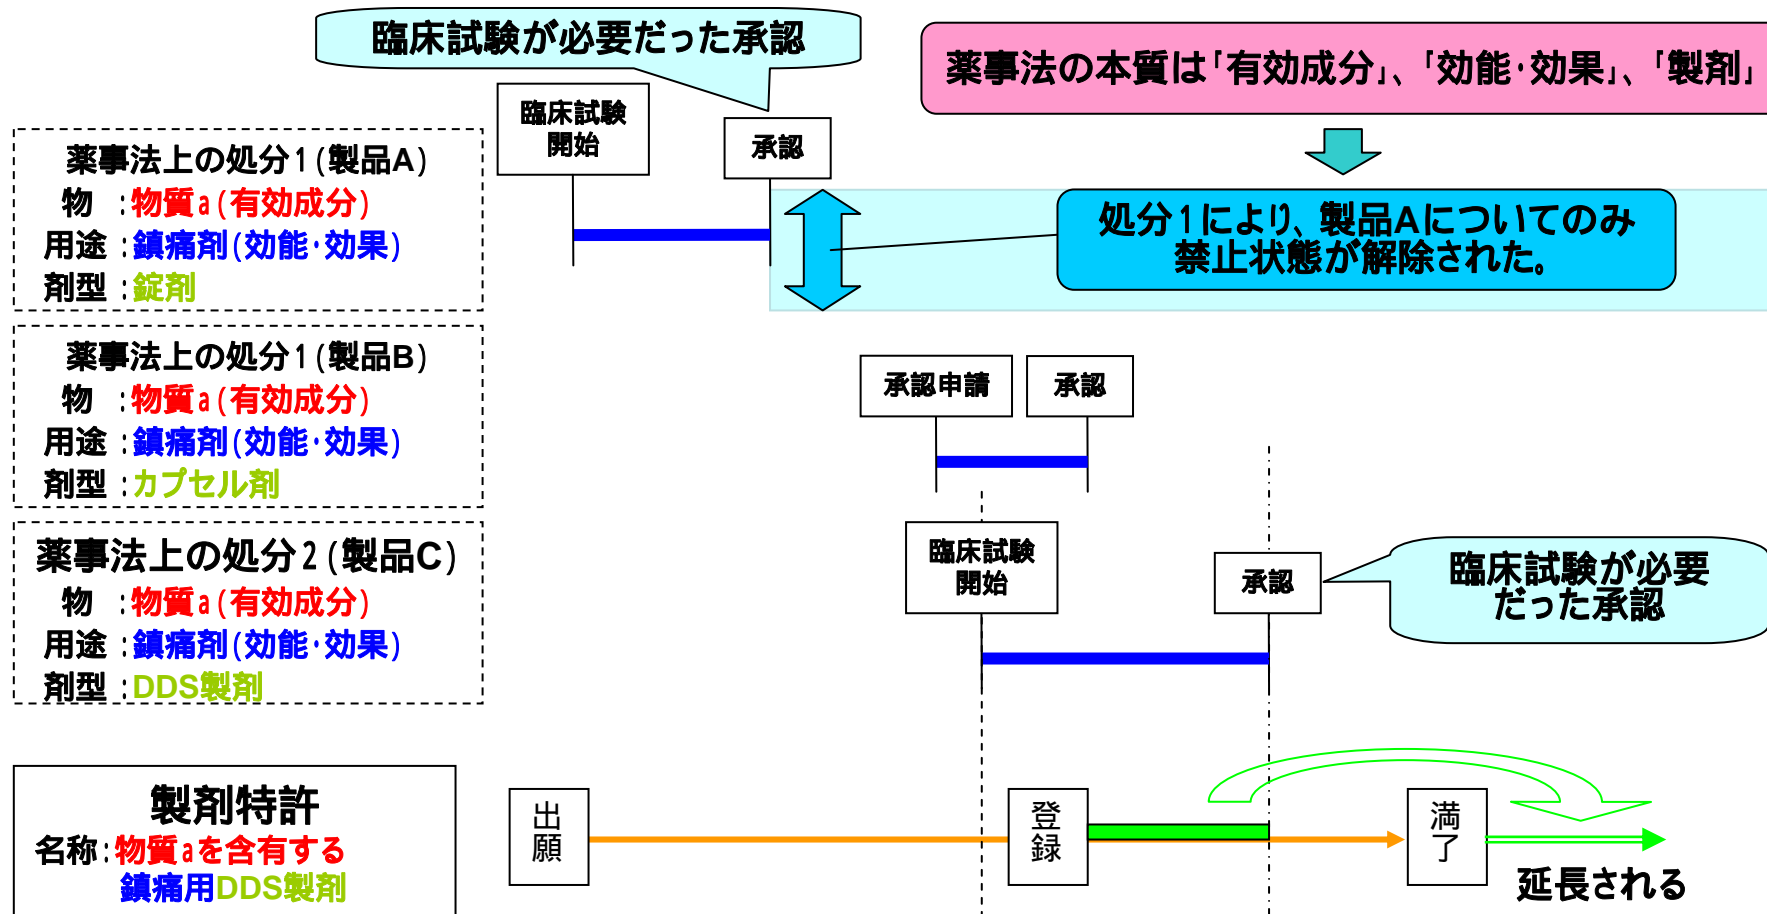 臨床試験が必要だった承認
薬事法の本質は「有効成分」、「効能・効果」、「製剤」
臨床試験
開始
承認
薬事法上の処分1(製品A)
物 :物質a(有効成分)
用途:鎮痛剤(効能・効果)
剤型:錠剤
処分1により、製品Aについてのみ
禁止状態が解除された。
薬事法上の処分1(製品B)
物 :物質a(有効成分)
用途:鎮痛剤(効能・効果)
剤型:カプセル剤
承認申請
承認
薬事法上の処分2(製品C)
物 :物質a(有効成分)
用途:鎮痛剤(効能・効果)
剤型:DDS製剤
臨床試験
開始
承認
臨床試験が必要
だった承認
製剤特許
名称:物質aを含有する
鎮痛用DDS製剤
出願
登録
満了
延長される